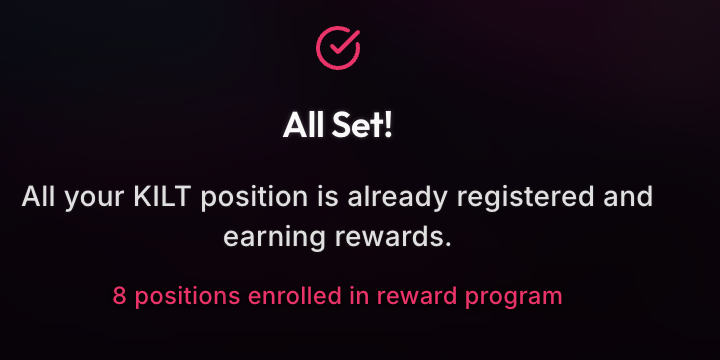 All Set!
All your KILT position is already registered and
earning rewards.
8 positions enrolled in reward program